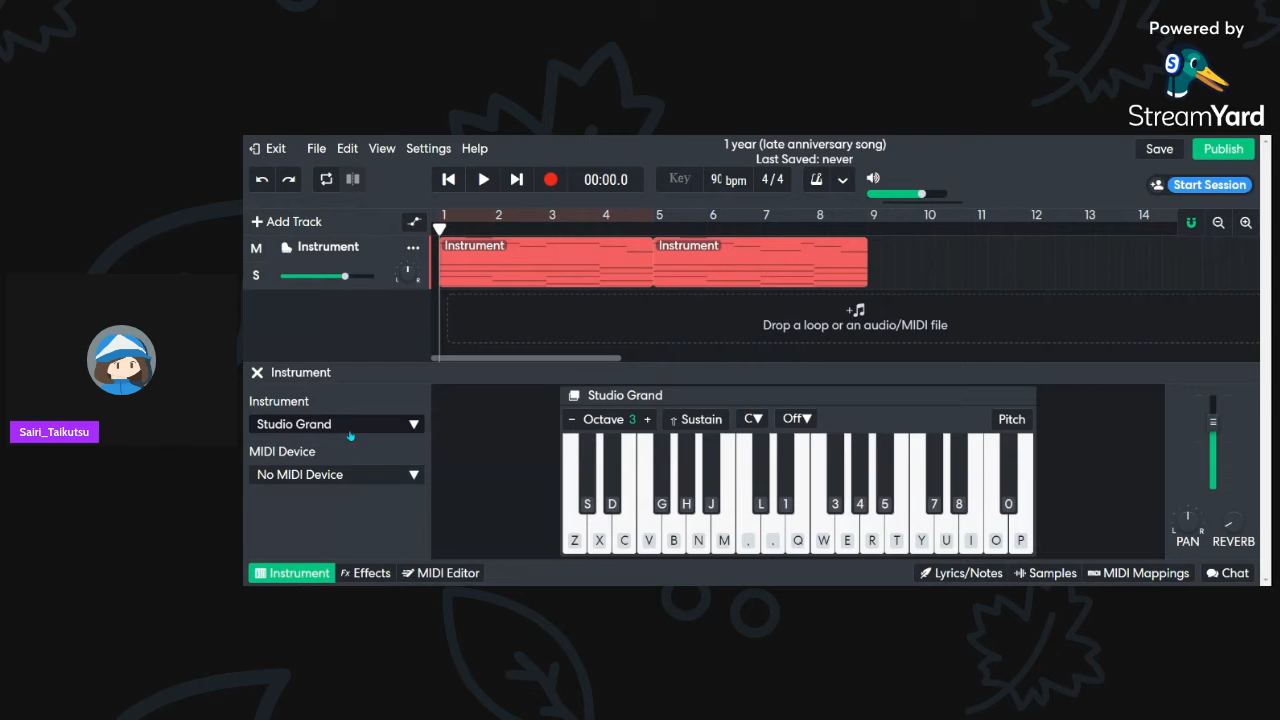 Powered by
S
StreamYard
Exit File Edit View Settings Help
1 year (late anniversary song)
Last Saved: never
Save Publish
00:00.0 Key 90 bpm 4/4
Start Session
+ Add Track
1 2 3 4 5 6 7 8 9 10 11 12 13 14
M Instrument ...
S L R
Instrument Instrument
Drop a loop or an audio/MIDI file
Sairi_Taikutsu
Instrument
Instrument
Studio Grand
MIDI Device
No MIDI Device
Studio Grand
− Octave 3 + Sustain C Off Pitch
S D G H J L 1 3 4 5 7 8 0
Z X C V B N M , . Q W E R T Y U I O P
L R
PAN REVERB
Instrument Fx Effects MIDI Editor Lyrics/Notes Samples MIDI Mappings Chat